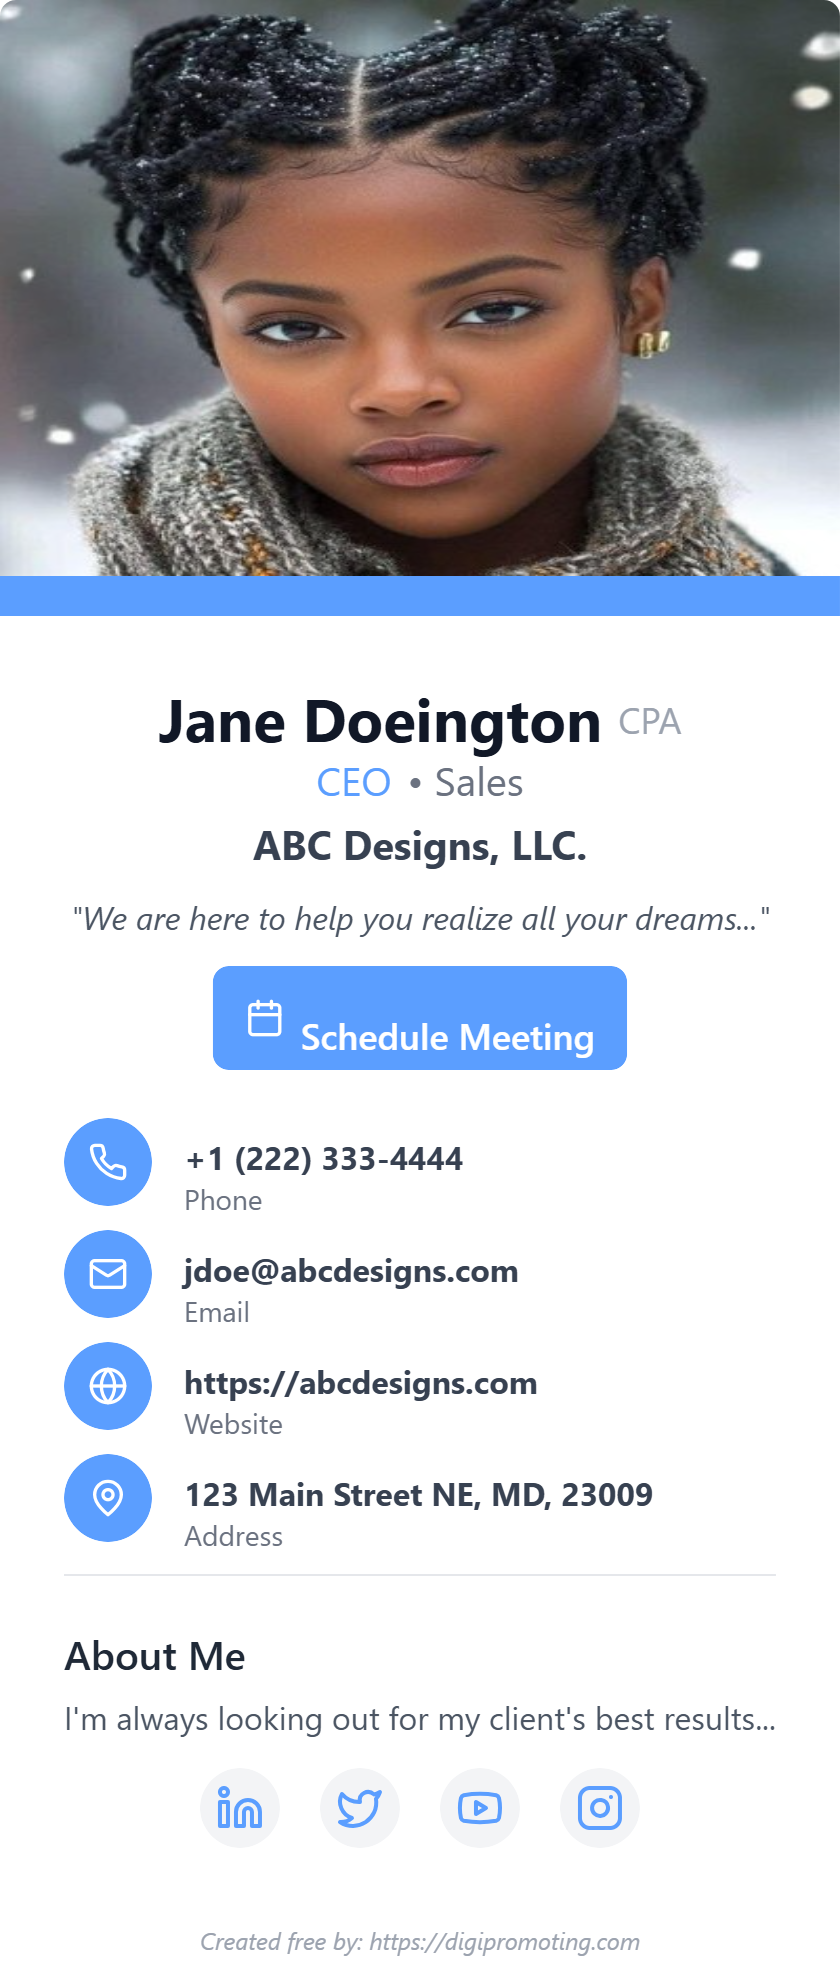 Jane Doeington CPA
CEO • Sales
ABC Designs, LLC.
"We are here to help you realize all your dreams..."
Schedule Meeting
+1 (222) 333-4444
Phone
jdoe@abcdesigns.com
Email
https://abcdesigns.com
Website
123 Main Street NE, MD, 23009
Address
About Me
I'm always looking out for my client's best results...
in
Created free by: https://digipromoting.com